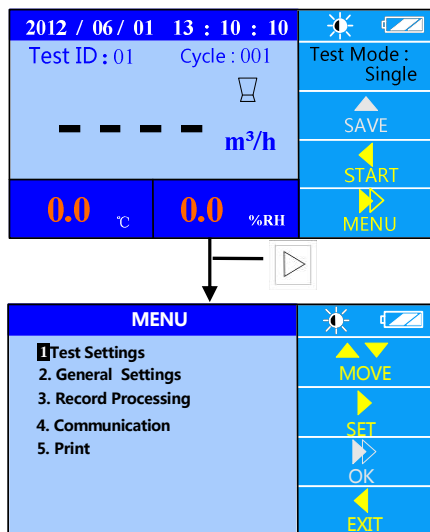 2012 / 06/ 01 13 : 10 : 10
Test ID : 01 Cycle : 001
- - - - m³/h
0.0 ℃ 0.0 %RH
Test Mode :
Single
SAVE
START
MENU
MENU
1 Test Settings
2. General Settings
3. Record Processing
4. Communication
5. Print
MOVE
SET
OK
EXIT